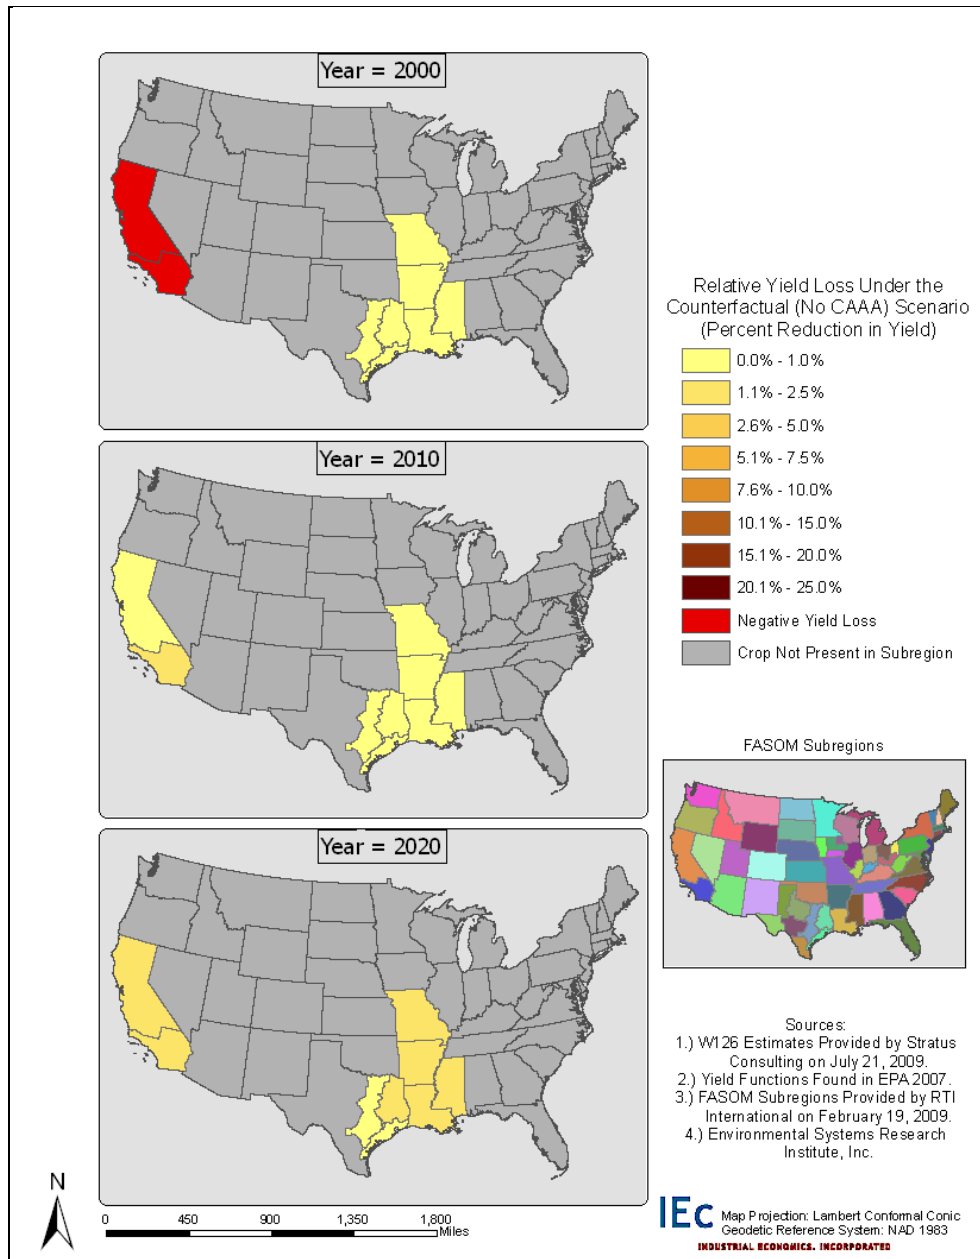 Year = 2000
Year = 2010
Year = 2020
Relative Yield Loss Under the
Counterfactual (No CAAA) Scenario
(Percent Reduction in Yield)
0.0% - 1.0%
1.1% - 2.5%
2.6% - 5.0%
5.1% - 7.5%
7.6% - 10.0%
10.1% - 15.0%
15.1% - 20.0%
20.1% - 25.0%
Negative Yield Loss
Crop Not Present in Subregion
FASOM Subregions
Sources:
1.) W126 Estimates Provided by Stratus
Consulting on July 21, 2009.
2.) Yield Functions Found in EPA 2007.
3.) FASOM Subregions Provided by RTI
International on February 19, 2009.
4.) Environmental Systems Research
Institute, Inc.
N
0 450 900 1,350 1,800
Miles
IEc
Map Projection: Lambert Conformal Conic
Geodetic Reference System: NAD 1983
INDUSTRIAL ECONOMICS, INCORPORATED